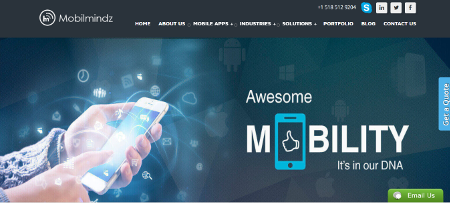 +1 518 512 9204
Mobilmindz
HOME ABOUT US MOBILE APPS INDUSTRIES SOLUTIONS PORTFOLIO BLOG CONTACT US
Awesome
MOBILITY
It's in our DNA
Get a Quote
Email Us